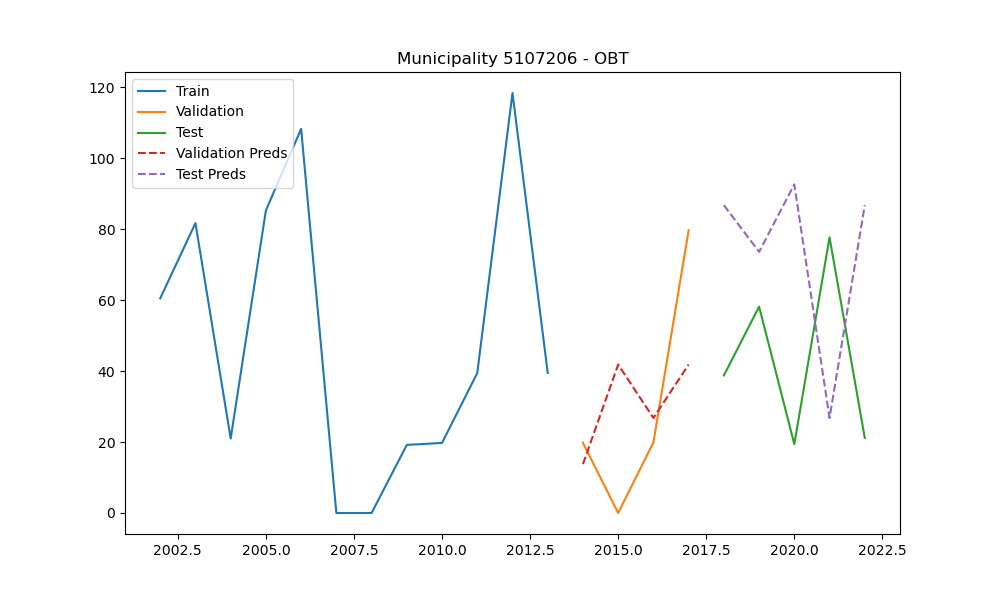 Municipality 5107206 - OBT
Train
Validation
Test
Validation Preds
Test Preds
120
100
80
60
40
20
0
2002.5 2005.0 2007.5 2010.0 2012.5 2015.0 2017.5 2020.0 2022.5